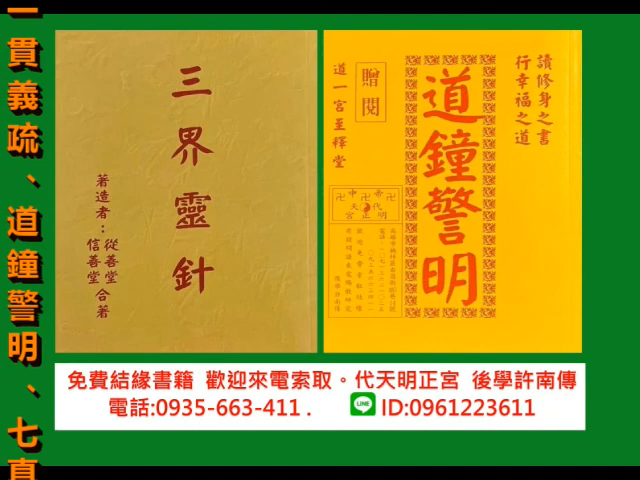 一貫義疏、道鐘警明、七真
三界靈針
著造者：從善堂
信善堂 合著
讀修身之書
行幸福之道
道鐘警明
贈閱
道一宮至釋堂
免費結緣書籍 歡迎來電索取。代天明正宮 後學許南傳
電話:0935-663-411 .
LINE ID:0961223611